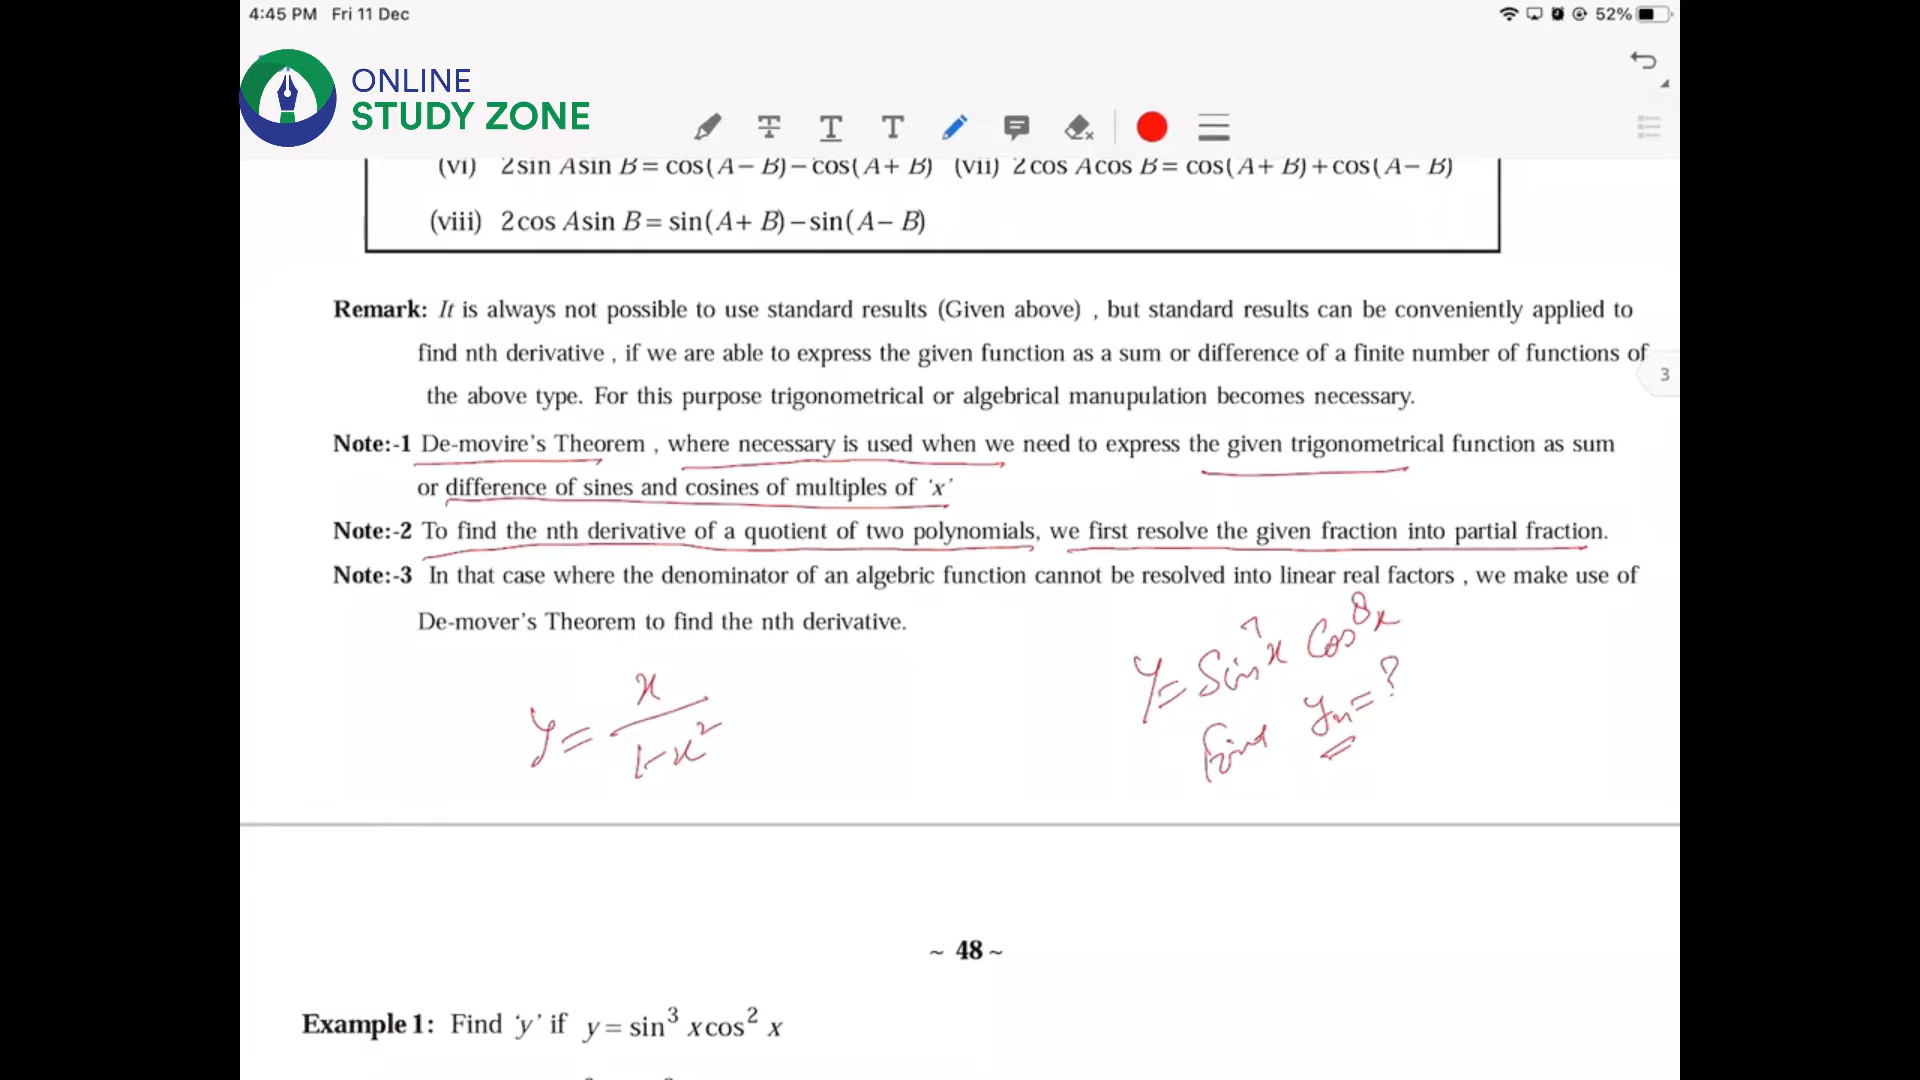 4:45 PM Fri 11 Dec
52%
ONLINE
STUDY ZONE
(vi) 2sin A sin B = cos(A− B)−cos(A+ B) (vii) 2cos A cos B = cos(A+ B)+cos(A− B)
(viii) 2cos A sin B = sin(A+ B)−sin(A− B)
Remark: It is always not possible to use standard results (Given above) , but standard results can be conveniently applied to
find nth derivative , if we are able to express the given function as a sum or difference of a finite number of functions of
3
the above type. For this purpose trigonometrical or algebrical manupulation becomes necessary.
Note:-1 De-movire's Theorem , where necessary is used when we need to express the given trigonometrical function as sum
or difference of sines and cosines of multiples of 'x'
Note:-2 To find the nth derivative of a quotient of two polynomials, we first resolve the given fraction into partial fraction.
Note:-3 In that case where the denominator of an algebric function cannot be resolved into linear real factors , we make use of
De-mover's Theorem to find the nth derivative.
y = x / 1-x²
y = Sin⁷x Cos⁸x
Find yn = ?
~ 48 ~
Example 1: Find 'y' if y = sin³ x cos² x